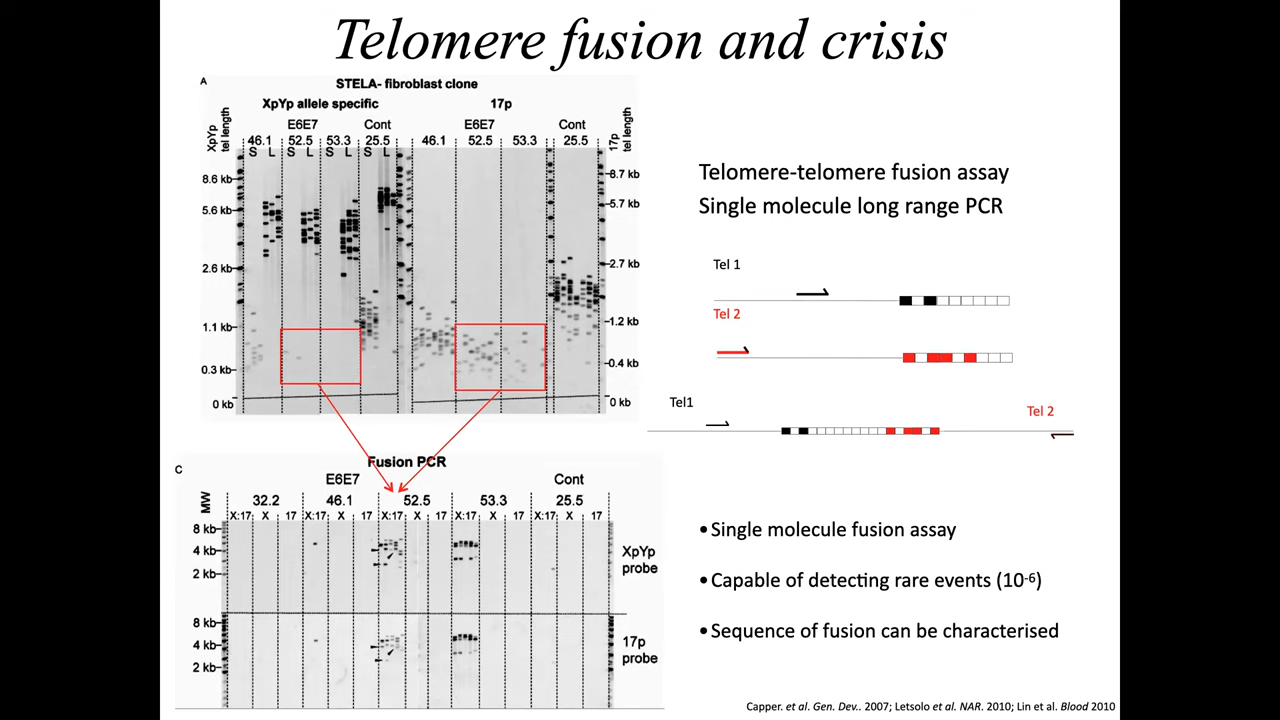 Telomere fusion and crisis
A
STELA- fibroblast clone
XpYp allele specific
17p
XpYp
tel length
E6E7
Cont
E6E7
Cont
17p
tel length
46.1 52.5 53.3 25.5 46.1 52.5 53.3 25.5
S L S L S L S L
8.6 kb
5.6 kb
2.6 kb
1.1 kb
0.3 kb
0 kb
8.7 kb
5.7 kb
2.7 kb
1.2 kb
0.4 kb
0 kb
C
Fusion PCR
E6E7
Cont
MW
32.2 46.1 52.5 53.3 25.5
X:17 X 17 X:17 X 17 X:17 X 17 X:17 X 17 X:17 X 17
8 kb
4 kb
2 kb
XpYp
probe
8 kb
4 kb
2 kb
17p
probe
Telomere-telomere fusion assay
Single molecule long range PCR
Tel 1
Tel 2
Tel1
Tel 2
•Single molecule fusion assay
•Capable of detecting rare events (10-6)
•Sequence of fusion can be characterised
Capper. et al. Gen. Dev.. 2007; Letsolo et al. NAR. 2010; Lin et al. Blood 2010